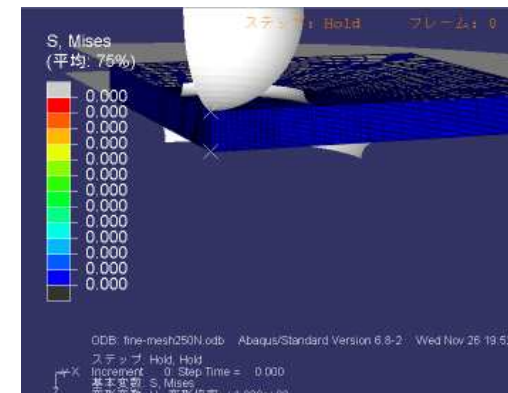 ステップ: Hold フレーム: 0
S, Mises
(平均: 75%)
0.000
0.000
0.000
0.000
0.000
0.000
0.000
0.000
0.000
0.000
0.000
0.000
0.000
ODB: fine-mesh250N.odb Abaqus/Standard Version 6.8-2 Wed Nov 26 19:5
ステップ: Hold, Hold
X Increment 0: Step Time = 0.000
基本変数: S, Mises